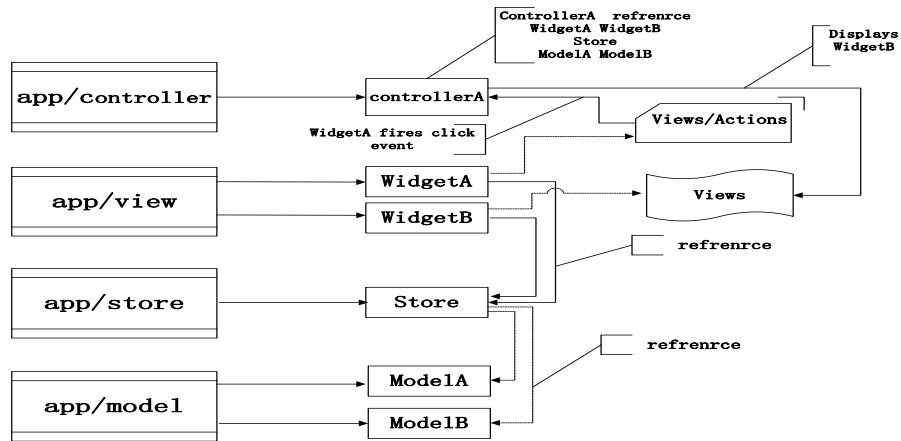 ControllerA refrenrce
WidgetA WidgetB
Store
ModelA ModelB
Displays
WidgetB
app/controller
controllerA
Views/Actions
WidgetA fires click
event
app/view
WidgetA
WidgetB
Views
refrenrce
app/store
Store
refrenrce
app/model
ModelA
ModelB